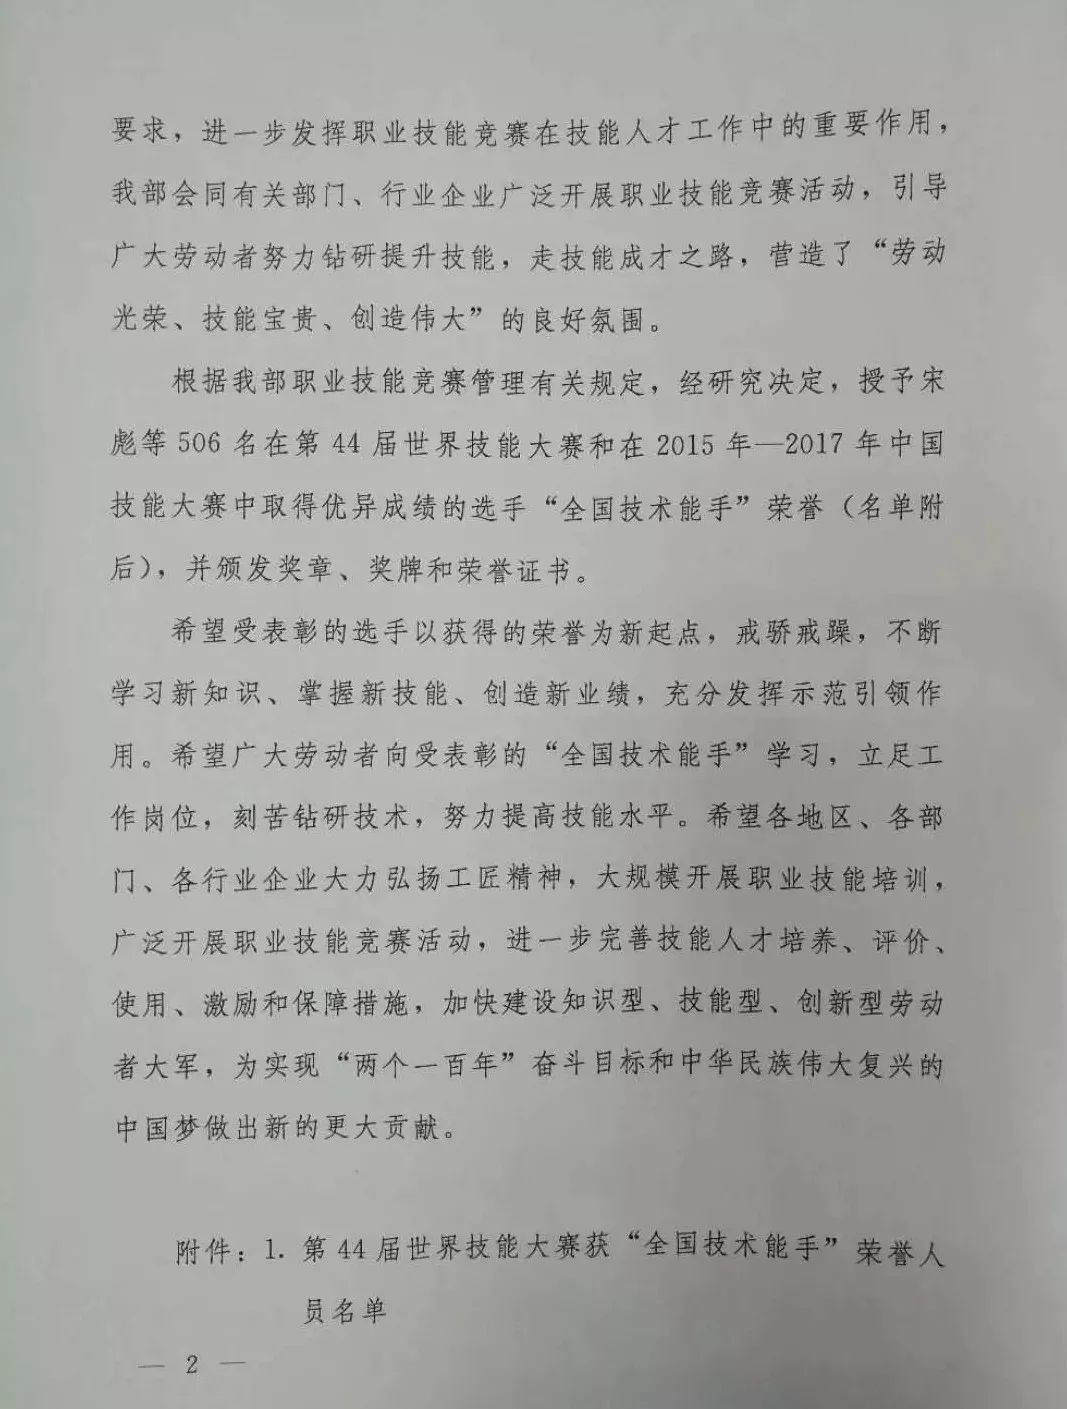 要求，进一步发挥职业技能竞赛在技能人才工作中的重要作用，
我部会同有关部门、行业企业广泛开展职业技能竞赛活动，引导
广大劳动者努力钻研提升技能，走技能成才之路，营造了“劳动
光荣、技能宝贵、创造伟大”的良好氛围。
根据我部职业技能竞赛管理有关规定，经研究决定，授予宋
彪等506名在第44届世界技能大赛和在2015年—2017年中国
技能大赛中取得优异成绩的选手“全国技术能手”荣誉（名单附
后），并颁发奖章、奖牌和荣誉证书。
希望受表彰的选手以获得的荣誉为新起点，戒骄戒躁，不断
学习新知识、掌握新技能、创造新业绩，充分发挥示范引领作
用。希望广大劳动者向受表彰的“全国技术能手”学习，立足工
作岗位，刻苦钻研技术，努力提高技能水平。希望各地区、各部
门、各行业企业大力弘扬工匠精神，大规模开展职业技能培训，
广泛开展职业技能竞赛活动，进一步完善技能人才培养、评价、
使用、激励和保障措施，加快建设知识型、技能型、创新型劳动
者大军，为实现“两个一百年”奋斗目标和中华民族伟大复兴的
中国梦做出新的更大贡献。
附件：1. 第44届世界技能大赛获“全国技术能手”荣誉人
员名单
— 2 —